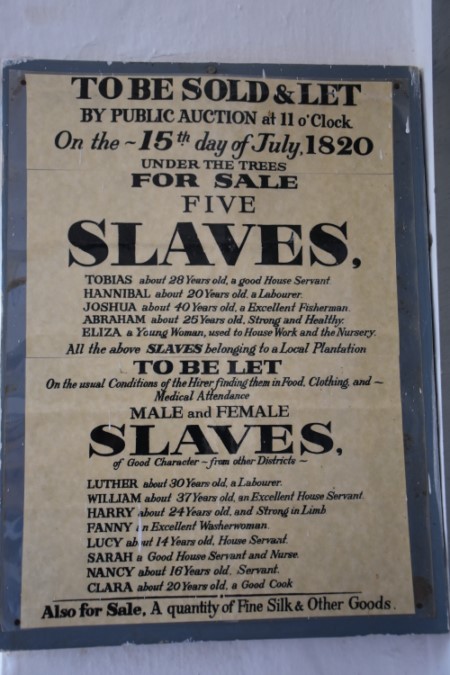 TO BE SOLD & LET
BY PUBLIC AUCTION at 11 o'Clock
On the ~ 15th day of July, 1820
UNDER THE TREES
FOR SALE
FIVE
SLAVES,
TOBIAS about 28 Years old, a good House Servant
HANNIBAL about 20 Years old, a Labourer.
JOSHUA about 40 Years old, a Excellent Fisherman.
ABRAHAM about 25 Years old, Strong and Healthy.
ELIZA a Young Woman, used to House Work and the Nursery.
All the above SLAVES belonging to a Local Plantation
TO BE LET
On the usual Conditions of the Hirer finding them in Food, Clothing, and ~
Medical Attendance
MALE and FEMALE
SLAVES,
of Good Character ~ from other Districts ~
LUTHER about 30 Years old, a Labourer.
WILLIAM about 37 Years old, an Excellent House Servant.
HARRY about 24 Years old, and Strong in Limb
FANNY an Excellent Washerwoman.
LUCY about 14 Years old, House Servant.
SARAH a Good House Servant and Nurse.
NANCY about 16 Years old, Servant.
CLARA about 20 Years old, a Good Cook
Also for Sale, A quantity of Fine Silk & Other Goods.